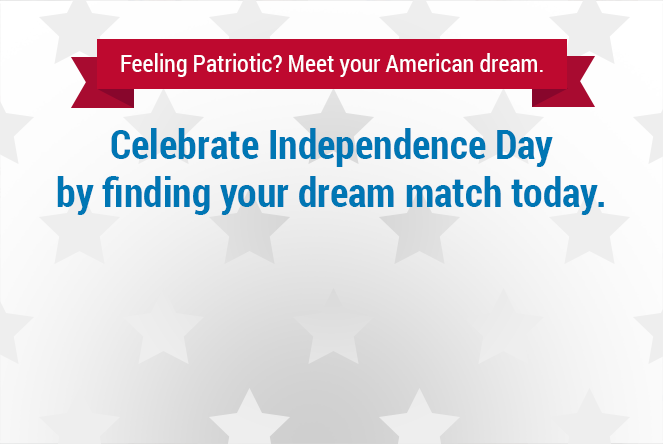 Feeling Patriotic? Meet your American dream.
Celebrate Independence Day
by finding your dream match today.